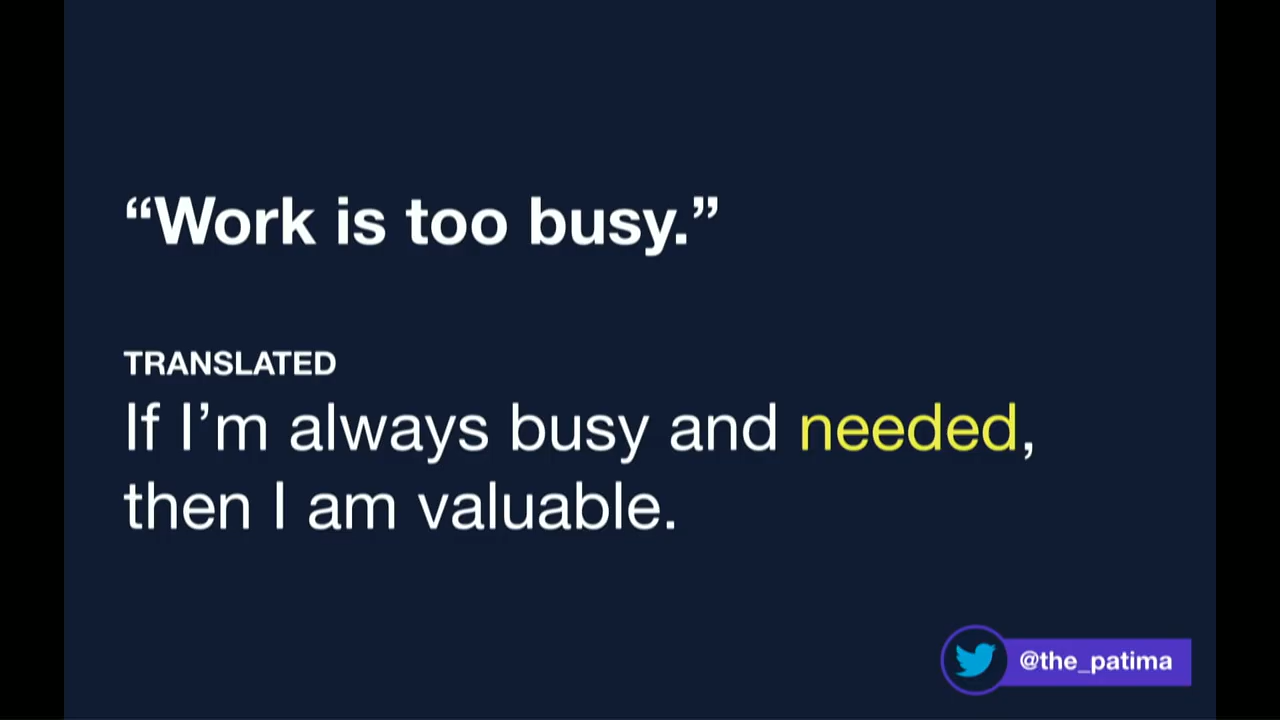 “Work is too busy.”
TRANSLATED
If I’m always busy and needed,
then I am valuable.
@the_patima